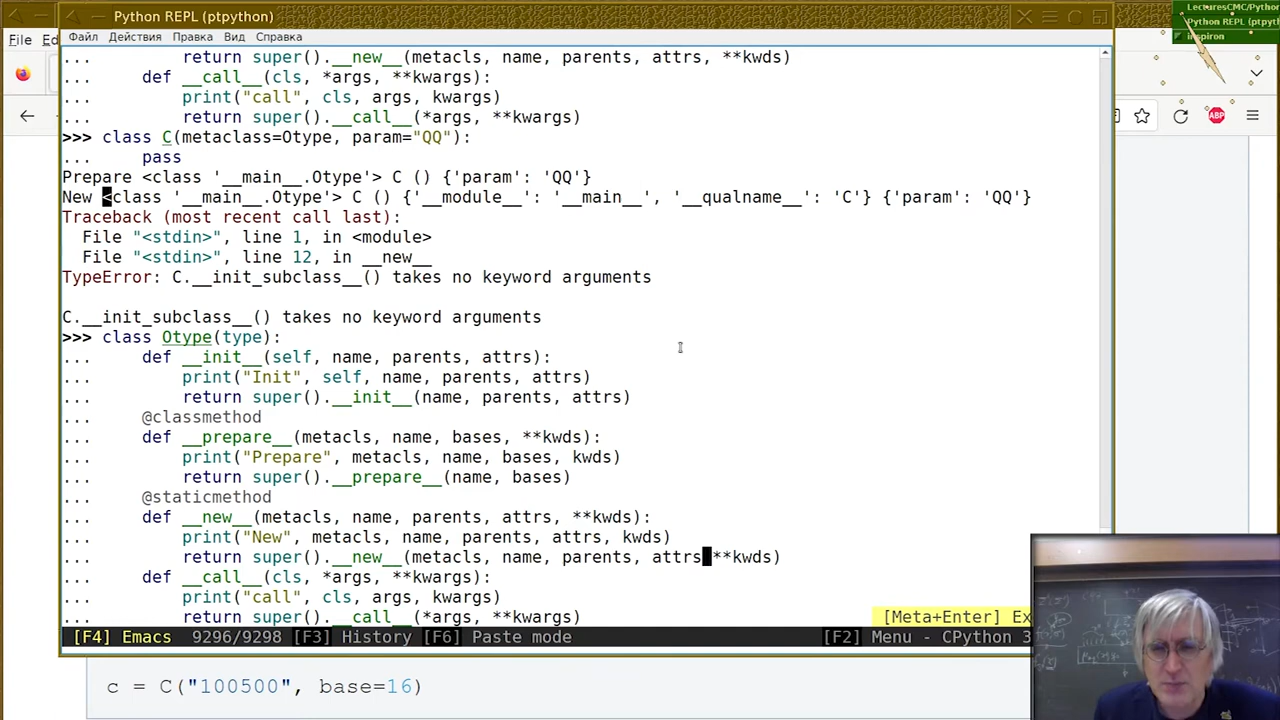 Python REPL (ptpython)
LecturesCMC/Python
Python REPL (ptpy
inspiron
File Ed
Файл Действия Правка Вид Справка
ABP
...         return super().__new__(metacls, name, parents, attrs, **kwds)
...     def __call__(cls, *args, **kwargs):
...         print("call", cls, args, kwargs)
...         return super().__call__(*args, **kwargs)
>>> class C(metaclass=Otype, param="QQ"):
...     pass
Prepare <class '__main__.Otype'> C () {'param': 'QQ'}
New <class '__main__.Otype'> C () {'__module__': '__main__', '__qualname__': 'C'} {'param': 'QQ'}
Traceback (most recent call last):
  File "<stdin>", line 1, in <module>
  File "<stdin>", line 12, in __new__
TypeError: C.__init_subclass__() takes no keyword arguments
C.__init_subclass__() takes no keyword arguments
>>> class Otype(type):
...     def __init__(self, name, parents, attrs):
...         print("Init", self, name, parents, attrs)
...         return super().__init__(name, parents, attrs)
...     @classmethod
...     def __prepare__(metacls, name, bases, **kwds):
...         print("Prepare", metacls, name, bases, kwds)
...         return super().__prepare__(name, bases)
...     @staticmethod
...     def __new__(metacls, name, parents, attrs, **kwds):
...         print("New", metacls, name, parents, attrs, kwds)
...         return super().__new__(metacls, name, parents, attrs **kwds)
...     def __call__(cls, *args, **kwargs):
...         print("call", cls, args, kwargs)
...         return super().__call__(*args, **kwargs)
[Meta+Enter] Ex
[F4] Emacs 9296/9298 [F3] History [F6] Paste mode [F2] Menu - CPython 3
c = C("100500", base=16)